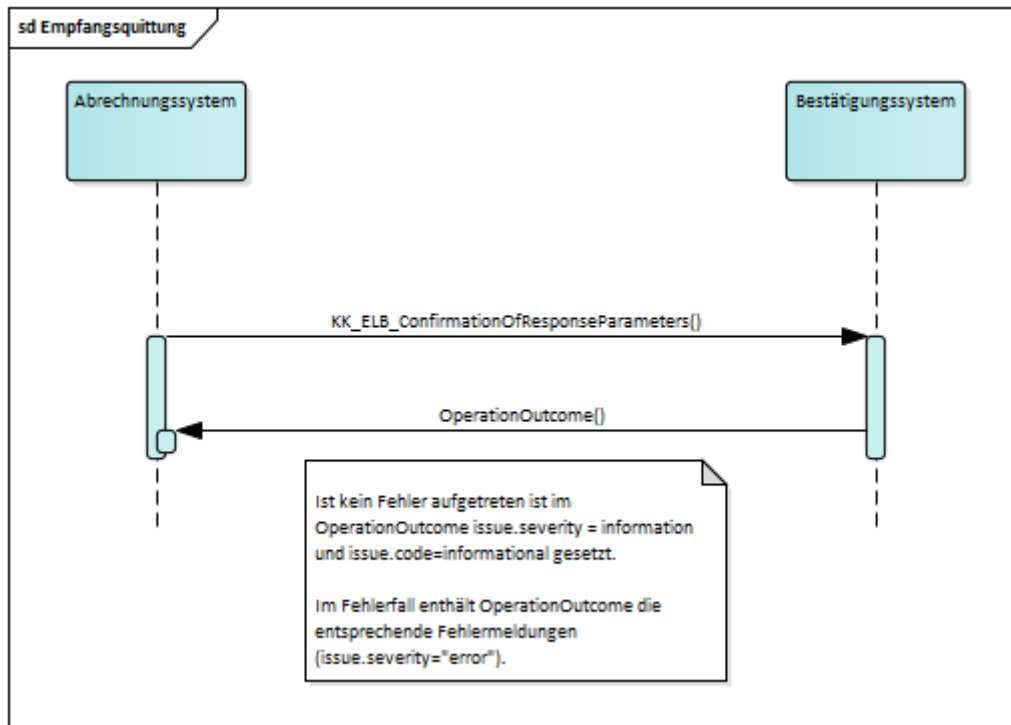 sd Empfangsquittung
Abrechnungssystem
Bestätigungssystem
KK_ELB_ConfirmationOfResponseParameters()
OperationOutcome()
Ist kein Fehler aufgetreten ist im
OperationOutcome issue.severity = information
und issue.code=informational gesetzt.
Im Fehlerfall enthält OperationOutcome die
entsprechende Fehlermeldungen
(issue.severity="error").